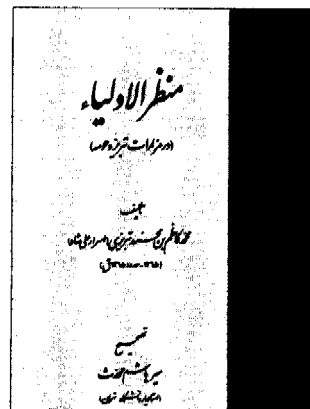 منظر الاولیاء
(در مزارات تبریز و حومه)
تألیف
محمد کاظم بن محمد تبریزی اسرار علیشاه
تصحیح
میر هاشم محدث